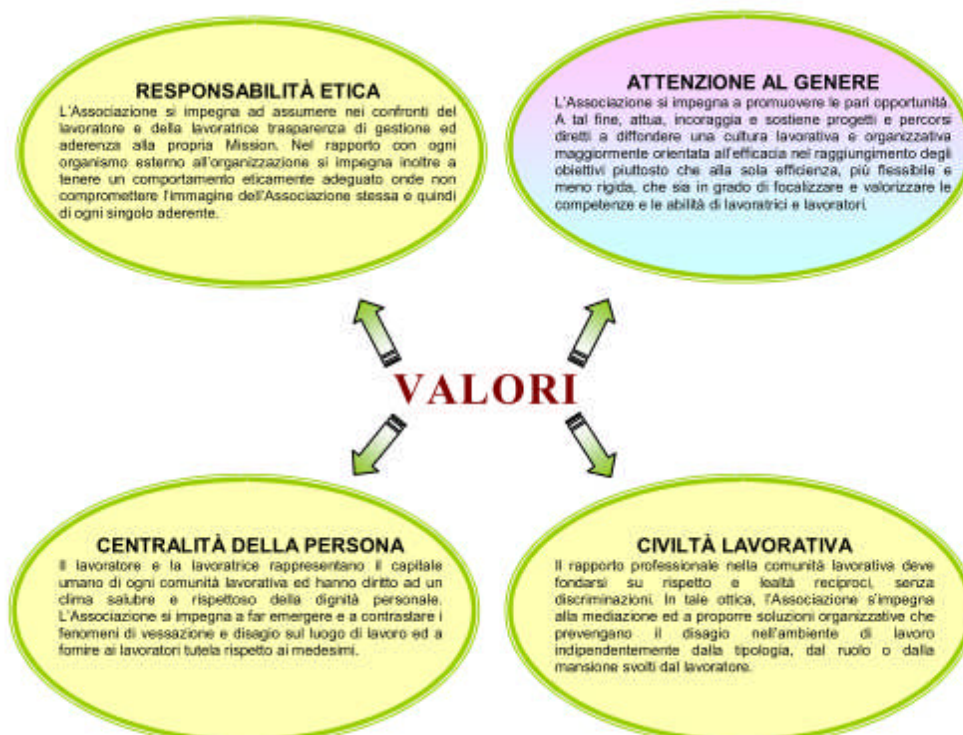 RESPONSABILITÀ ETICA
L'Associazione si impegna ad assumere nei confronti del
lavoratore e della lavoratrice trasparenza di gestione ed
aderenza alla propria Mission. Nel rapporto con ogni
organismo esterno all'organizzazione si impegna inoltre a
tenere un comportamento eticamente adeguato onde non
compromettere l'immagine dell'Associazione stessa e quindi
di ogni singolo aderente.
ATTENZIONE AL GENERE
L'Associazione si impegna a promuovere le pari opportunità.
A tal fine, attua, incoraggia e sostiene progetti e percorsi
diretti a diffondere una cultura lavorativa e organizzativa
maggiormente orientata all'efficacia nel raggiungimento degli
obiettivi piuttosto che alla sola efficienza, più flessibile e
meno rigida, che sia in grado di focalizzare e valorizzare le
competenze e le abilità di lavoratrici e lavoratori.
VALORI
CENTRALITÀ DELLA PERSONA
Il lavoratore e la lavoratrice rappresentano il capitale
umano di ogni comunità lavorativa ed hanno diritto ad un
clima salubre e rispettoso della dignità personale.
L'Associazione si impegna a far emergere e a contrastare i
fenomeni di vessazione e disagio sul luogo di lavoro ed a
fornire ai lavoratori tutela rispetto ai medesimi.
CIVILTÀ LAVORATIVA
Il rapporto professionale nella comunità lavorativa deve
fondarsi su rispetto e lealtà reciproci, senza
discriminazioni. In tale ottica, l'Associazione s'impegna
alla mediazione ed a proporre soluzioni organizzative che
prevengano il disagio nell'ambiente di lavoro
indipendentemente dalla tipologia, dal ruolo o dalla
mansione svolti dal lavoratore.